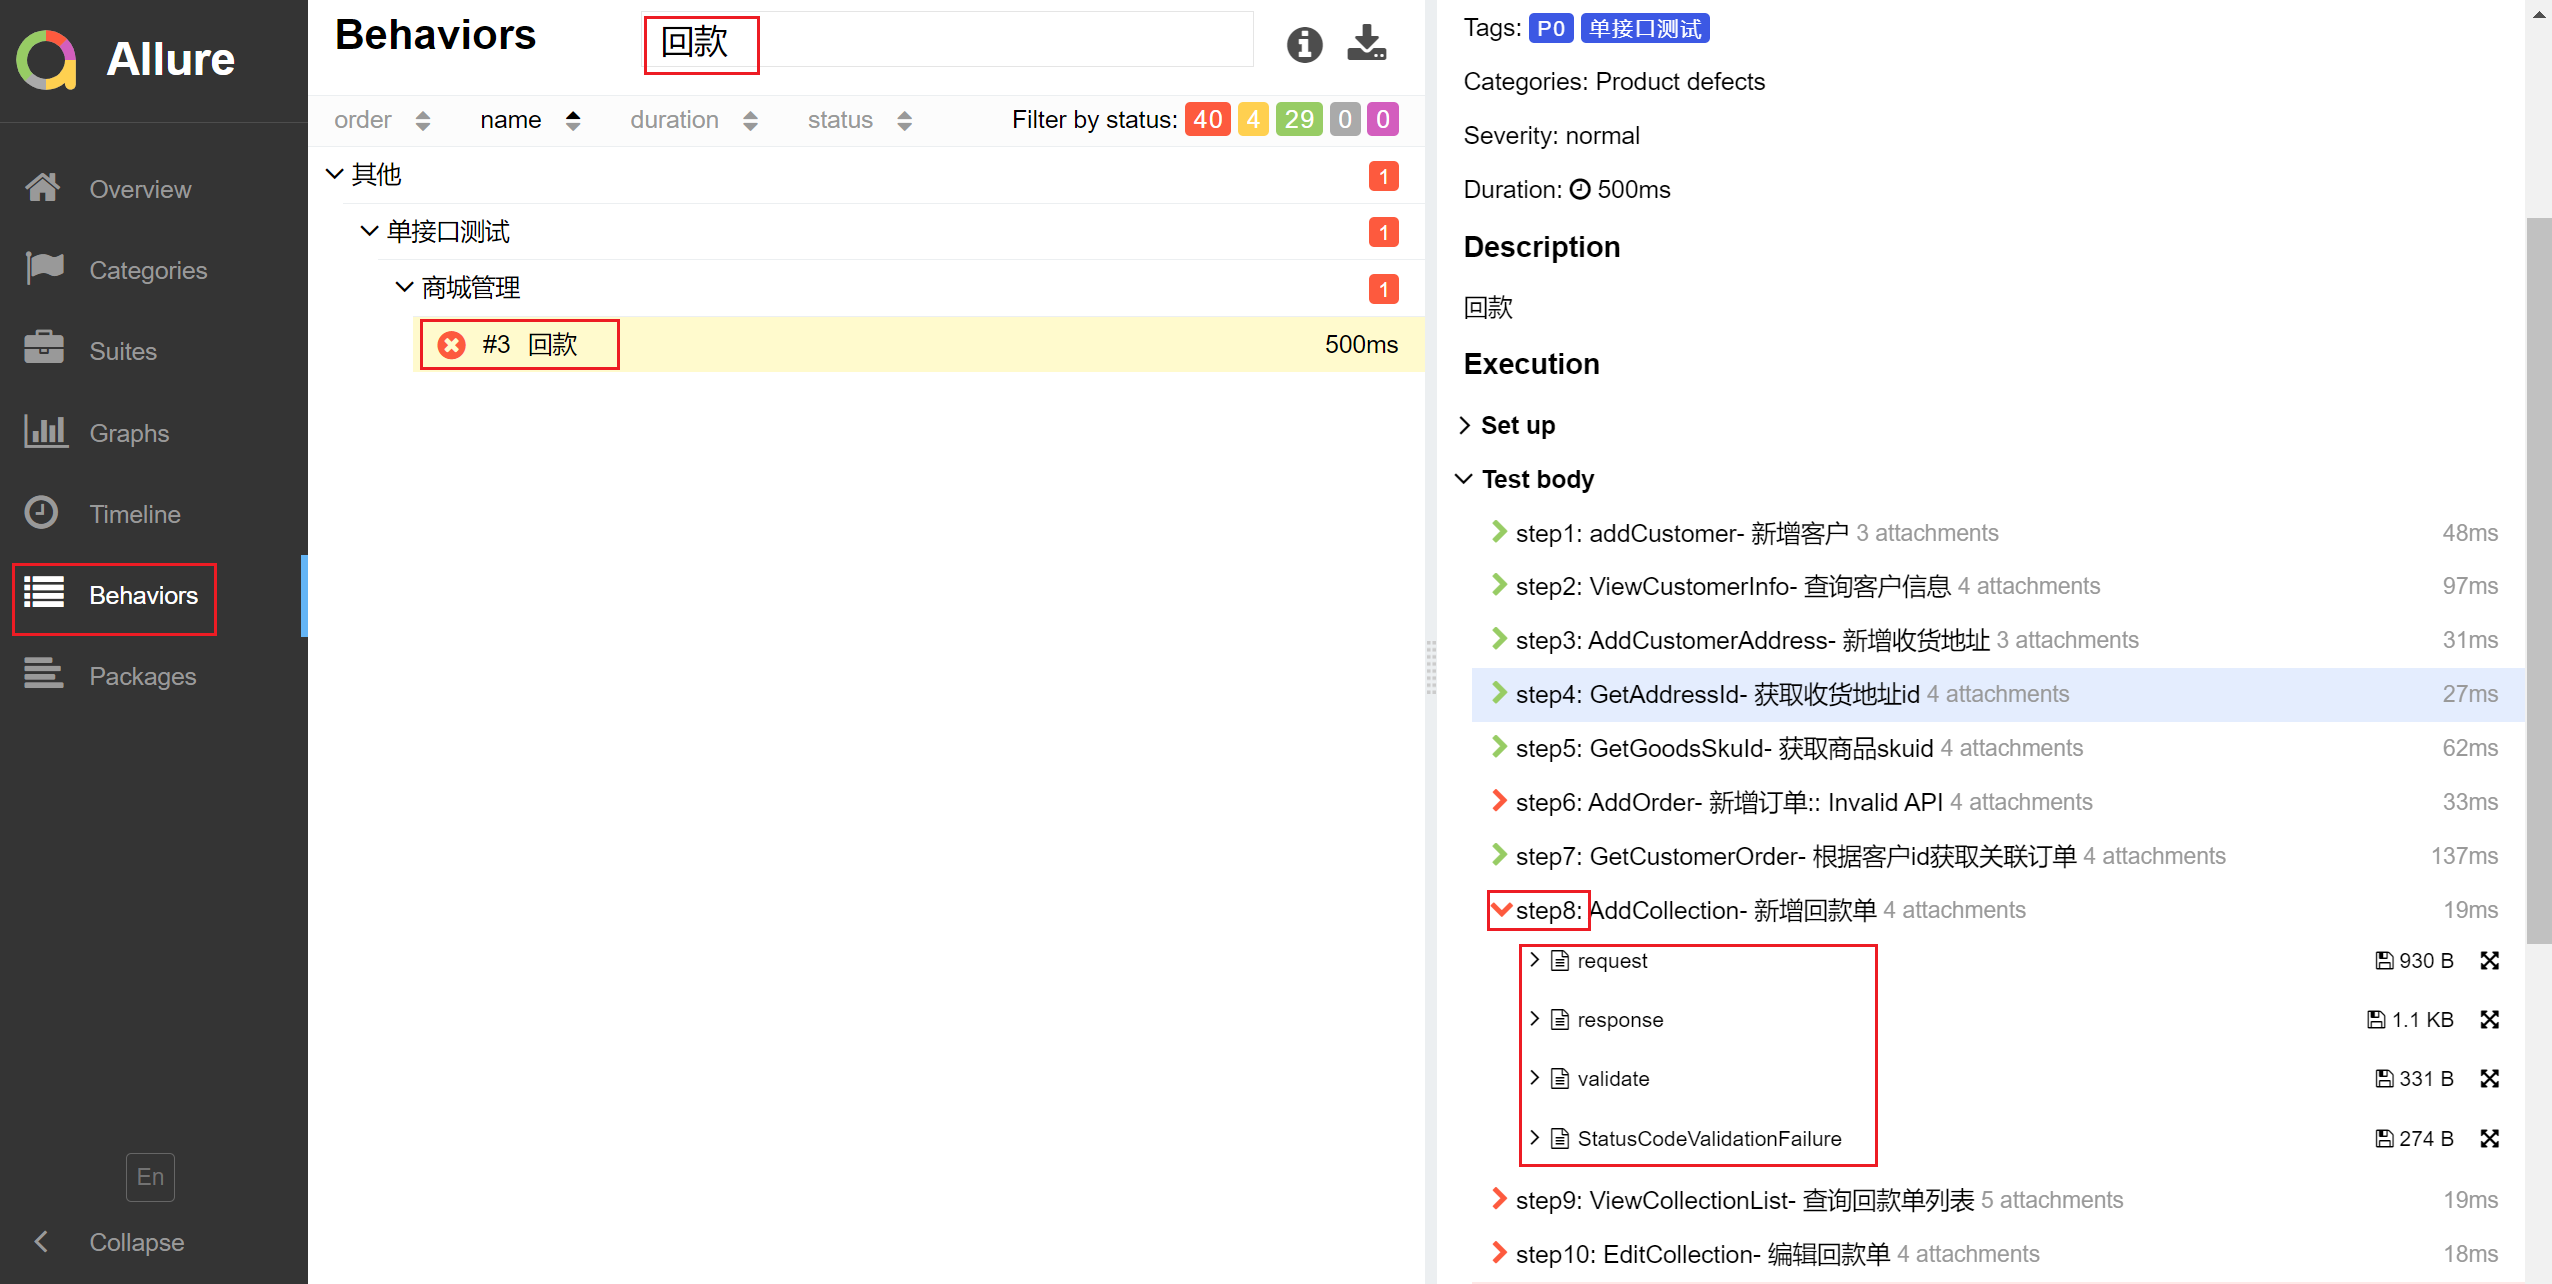 Allure
Overview
Categories
Suites
Graphs
Timeline
Behaviors
Packages
En
Collapse
Behaviors
回款
order name duration status Filter by status: 40 4 29 0 0
其他 1
单接口测试 1
商城管理 1
#3 回款 500ms
Tags: P0 单接口测试
Categories: Product defects
Severity: normal
Duration: 500ms
Description
回款
Execution
Set up
Test body
step1: addCustomer- 新增客户 3 attachments 48ms
step2: ViewCustomerInfo- 查询客户信息 4 attachments 97ms
step3: AddCustomerAddress- 新增收货地址 3 attachments 31ms
step4: GetAddressId- 获取收货地址id 4 attachments 27ms
step5: GetGoodsSkuId- 获取商品skuid 4 attachments 62ms
step6: AddOrder- 新增订单:: Invalid API 4 attachments 33ms
step7: GetCustomerOrder- 根据客户id获取关联订单 4 attachments 137ms
step8: AddCollection- 新增回款单 4 attachments 19ms
request 930 B
response 1.1 KB
validate 331 B
StatusCodeValidationFailure 274 B
step9: ViewCollectionList- 查询回款单列表 5 attachments 19ms
step10: EditCollection- 编辑回款单 4 attachments 18ms